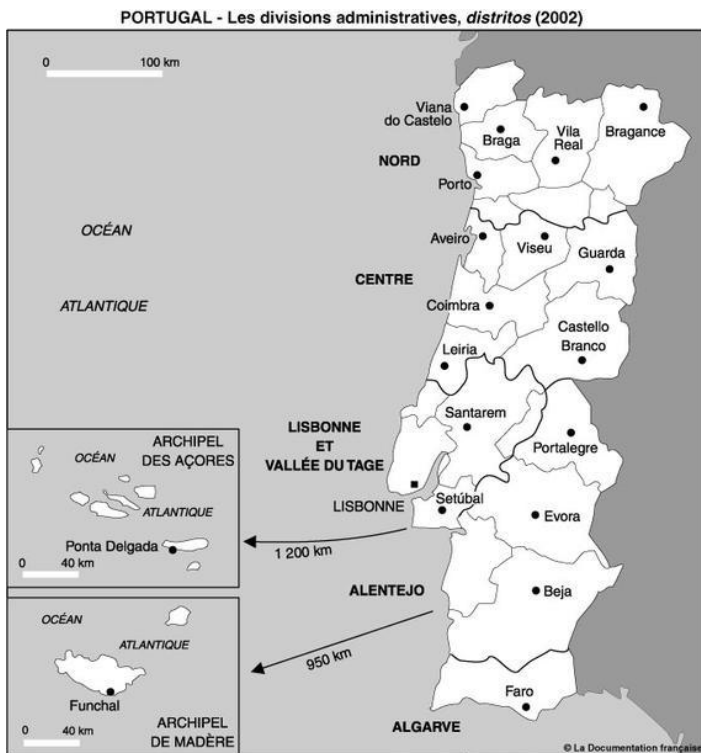 PORTUGAL - Les divisions administratives, distritos (2002)
0 100 km
Viana
do Castelo
Braga
Vila
Real
Bragance
NORD
Porto
OCÉAN
ATLANTIQUE
Aveiro
Viseu
Guarda
CENTRE
Coimbra
Castello
Branco
Leiria
Santarem
LISBONNE
ET
VALLÉE DU TAGE
Portalegre
LISBONNE
Setúbal
Evora
ARCHIPEL
DES AÇORES
OCÉAN
ATLANTIQUE
Ponta Delgada
0 40 km
1 200 km
ALENTEJO
Beja
950 km
OCÉAN
ATLANTIQUE
Funchal
0 40 km
ARCHIPEL
DE MADÈRE
ALGARVE
Faro
© La Documentation française